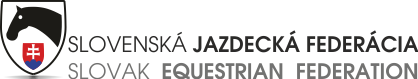 SLOVENSKÁ JAZDECKÁ FEDERÁCIA
SLOVAK EQUESTRIAN FEDERATION